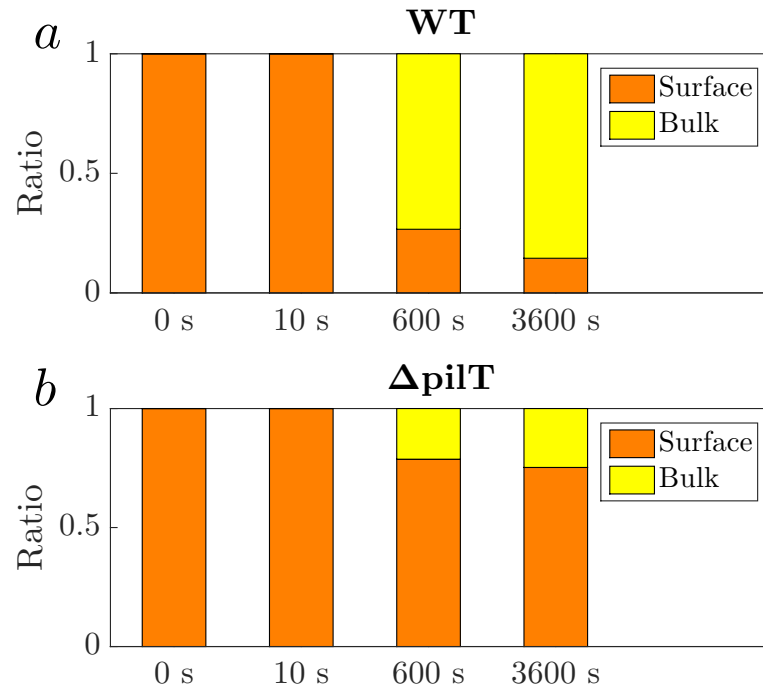 a
WT
1
0.5
0
Ratio
0 s 10 s 600 s 3600 s
Surface
Bulk
b
ΔpilT
1
0.5
0
Ratio
0 s 10 s 600 s 3600 s
Surface
Bulk